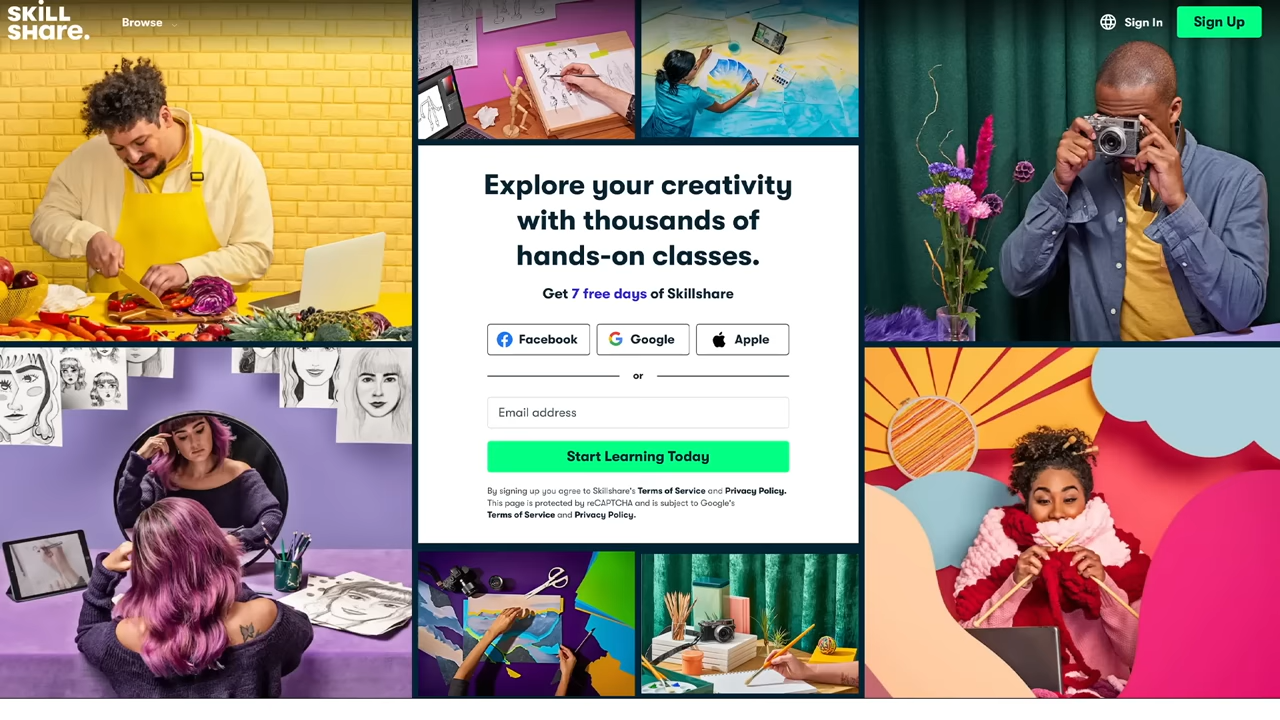 SKILL
SHARE.
Browse
Sign In
Sign Up
Explore your creativity
with thousands of
hands-on classes.
Get 7 free days of Skillshare
Facebook
Google
Apple
or
Email address
Start Learning Today
By signing up you agree to Skillshare's Terms of Service and Privacy Policy.
This page is protected by reCAPTCHA and is subject to Google's
Terms of Service and Privacy Policy.